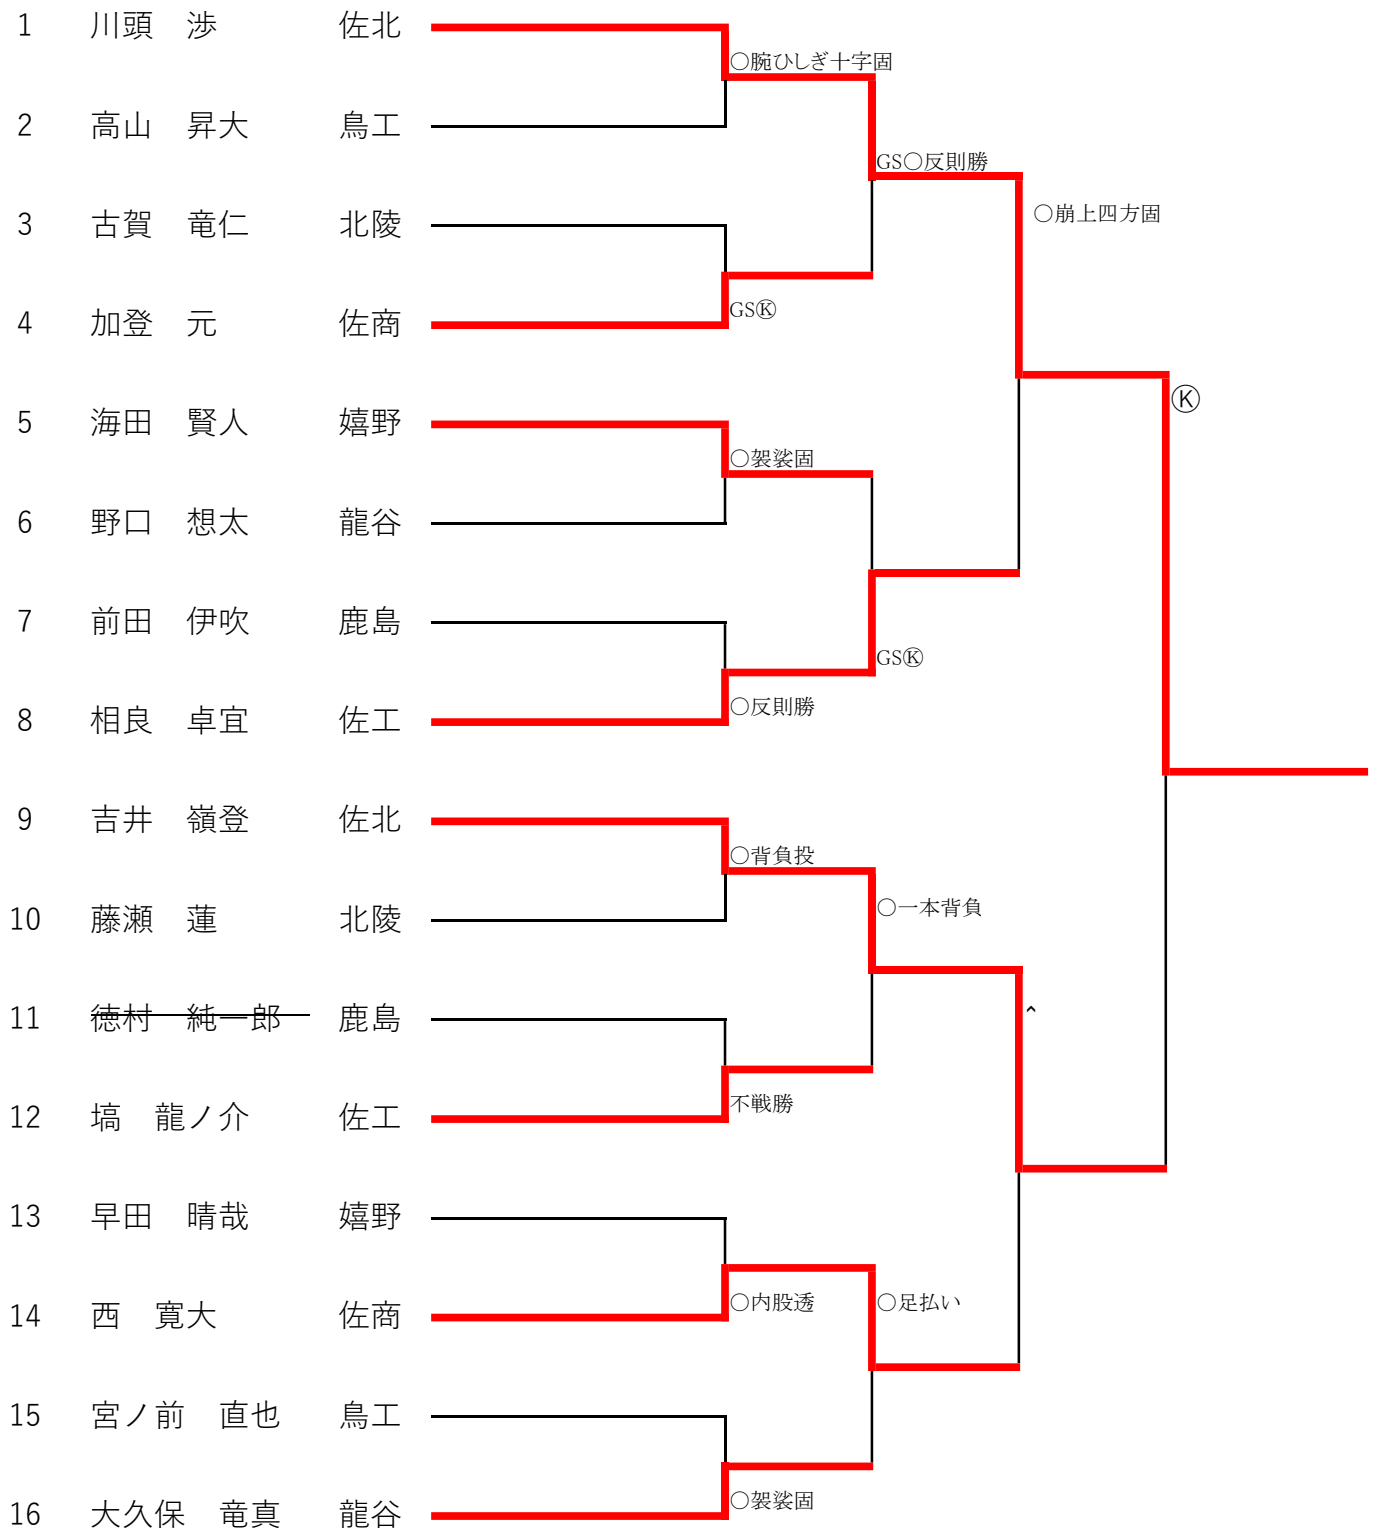 1 川頭　渉 佐北
○腕ひしぎ十字固
2 高山　昇大 鳥工
GS○反則勝
3 古賀　竜仁 北陵
○崩上四方固
4 加登　元 佐商
GSⓀ
Ⓚ
5 海田　賢人 嬉野
○袈裟固
6 野口　想太 龍谷
7 前田　伊吹 鹿島
GSⓀ
8 相良　卓宜 佐工
○反則勝
9 吉井　嶺登 佐北
○背負投
10 藤瀬　蓮 北陵
○一本背負
11 徳村　純一郎 鹿島
^
12 塙　龍ノ介 佐工
不戦勝
13 早田　晴哉 嬉野
14 西　寛大 佐商
○内股透
○足払い
15 宮ノ前　直也 鳥工
16 大久保　竜真 龍谷
○袈裟固